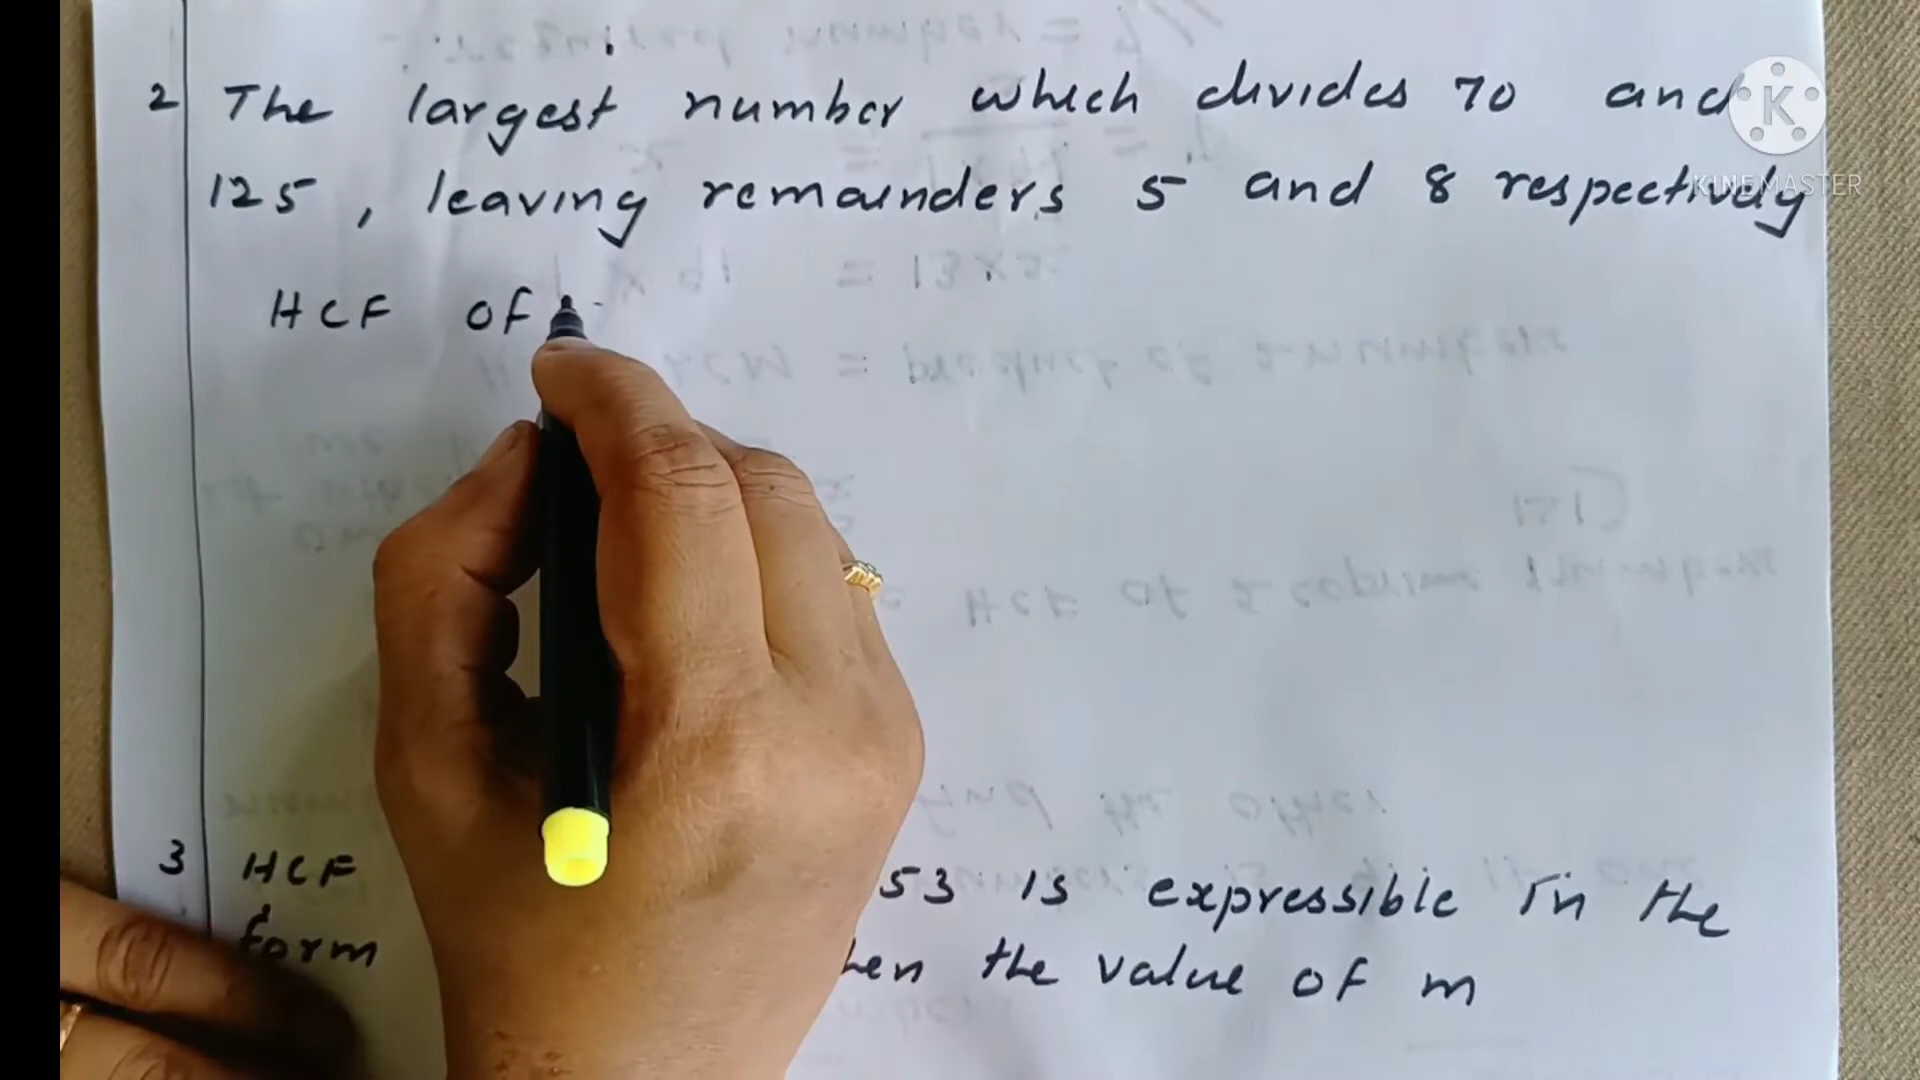 2 The largest number which divides 70 and
125, leaving remainders 5 and 8 respectively
HCF of
3 HCF 53 is expressible in the
form hen the value of m
K
KINEMASTER